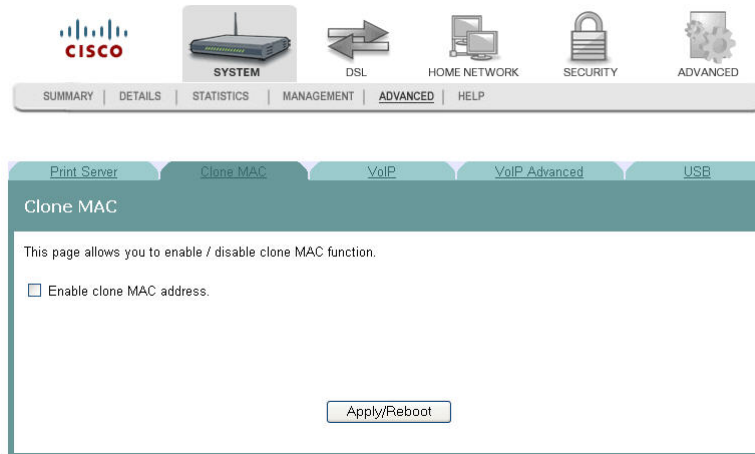 CISCO
SYSTEM
DSL
HOME NETWORK
SECURITY
ADVANCED
SUMMARY | DETAILS | STATISTICS | MANAGEMENT | ADVANCED | HELP
Print Server
Clone MAC
VoIP
VoIP Advanced
USB
Clone MAC
This page allows you to enable / disable clone MAC function.
Enable clone MAC address.
Apply/Reboot